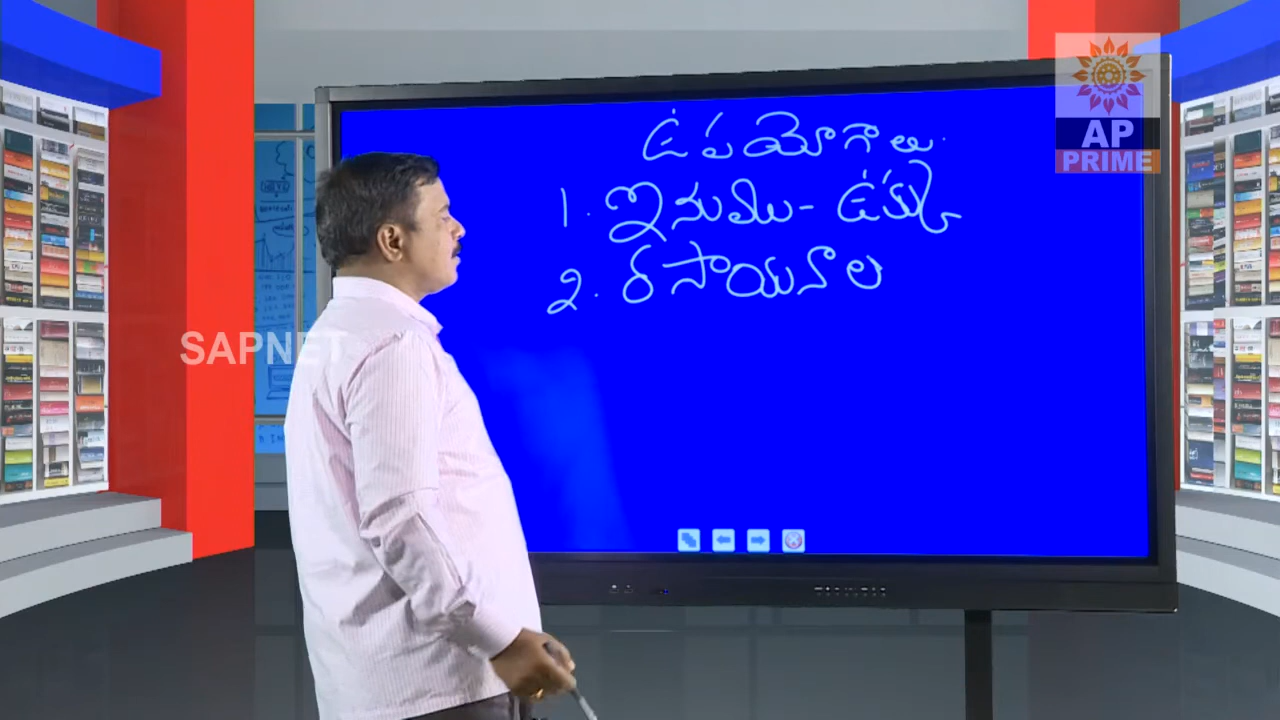 ఉపయోగాలు.
1. ఇనుము - ఉక్కు
2. రసాయనాల
AP
PRIME
SAPNET